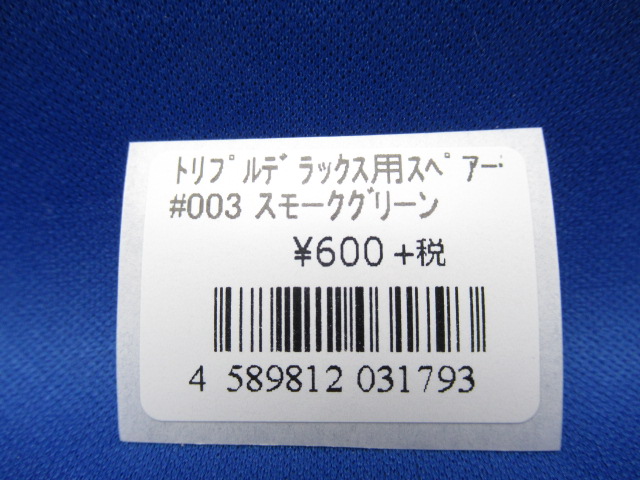 ﾄﾘﾌﾟﾙﾃﾞﾗｯｸｽ用ｽﾍﾟｱｰ
#003 スモークグリーン
¥600 +税
4 589812 031793